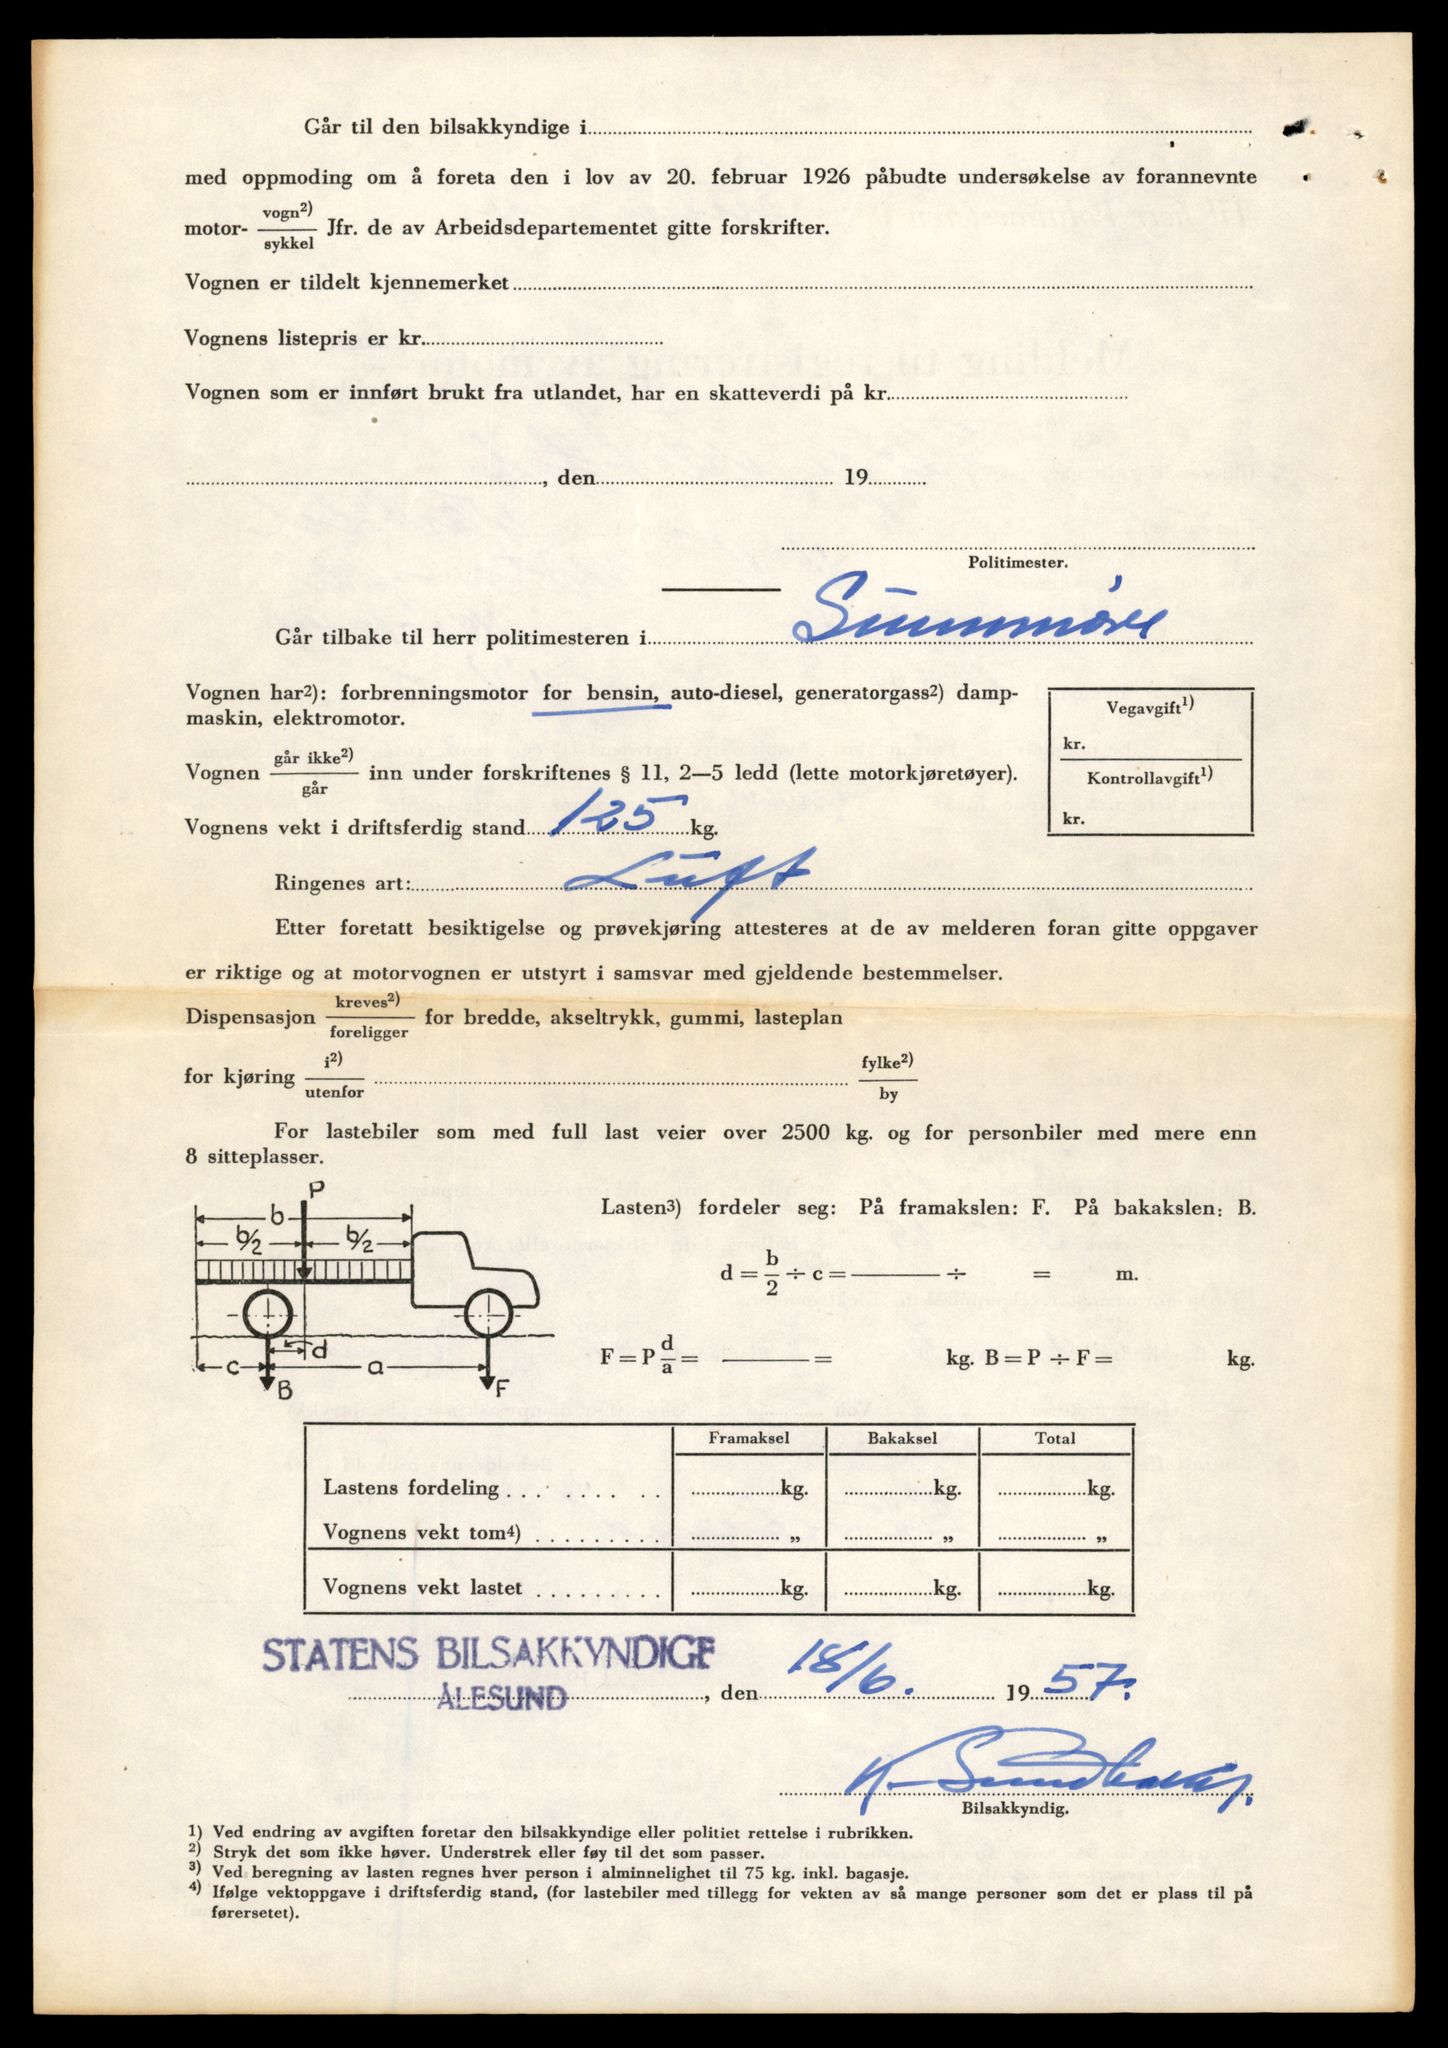 Går til den bilsakkyndige i
med oppmoding om å foreta den i lov av 20. februar 1926 påbudte undersøkelse av forannevnte
motor- vogn2) / sykkel Jfr. de av Arbeidsdepartementet gitte forskrifter.
Vognen er tildelt kjennemerket
Vognens listepris er kr.
Vognen som er innført brukt fra utlandet, har en skatteverdi på kr.
, den 19
Politimester.
Går tilbake til herr politimesteren i Sunnmöre
Vognen har2): forbrenningsmotor for bensin, auto-diesel, generatorgass2) damp-
maskin, elektromotor.
Vegavgift1)
kr.
Kontrollavgift1)
kr.
Vognen går ikke2) / går inn under forskriftenes § 11, 2—5 ledd (lette motorkjøretøyer).
Vognens vekt i driftsferdig stand 125 kg.
Ringenes art: Luft
Etter foretatt besiktigelse og prøvekjøring attesteres at de av melderen foran gitte oppgaver
er riktige og at motorvognen er utstyrt i samsvar med gjeldende bestemmelser.
Dispensasjon kreves2) / foreligger for bredde, akseltrykk, gummi, lasteplan
for kjøring i2) / utenfor fylke2) / by
For lastebiler som med full last veier over 2500 kg. og for personbiler med mere enn
8 sitteplasser.
P
b
b/2 b/2
d
c a
B F
Lasten3) fordeler seg: På framakslen: F. På bakakslen: B.
d = b/2 ÷ c = ——— ÷ = m.
F = P d/a = ——— = kg. B = P ÷ F = kg.
Framaksel Bakaksel Total
Lastens fordeling . . . . . . . . . kg. kg. kg.
Vognens vekt tom4) . . . . . . . . . „ „ „
Vognens vekt lastet . . . . . . . . . kg. kg. kg.
STATENS BILSAKKYNDIGE
ÅLESUND , den 18/6. 1957.
Bilsakkyndig.
1) Ved endring av avgiften foretar den bilsakkyndige eller politiet rettelse i rubrikken.
2) Stryk det som ikke høver. Understrek eller føy til det som passer.
3) Ved beregning av lasten regnes hver person i alminnelighet til 75 kg. inkl. bagasje.
4) Ifølge vektoppgave i driftsferdig stand, (for lastebiler med tillegg for vekten av så mange personer som det er plass til på
førersetet).